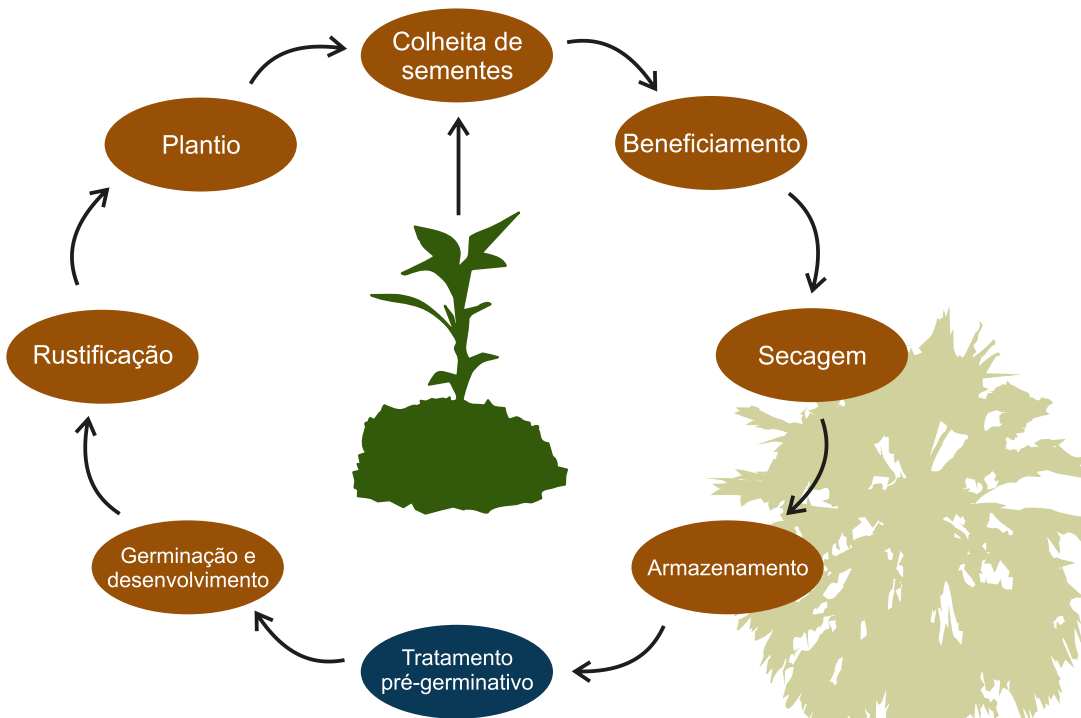 Colheita de
sementes
Beneficiamento
Secagem
Armazenamento
Tratamento
pré-germinativo
Germinação e
desenvolvimento
Rustificação
Plantio